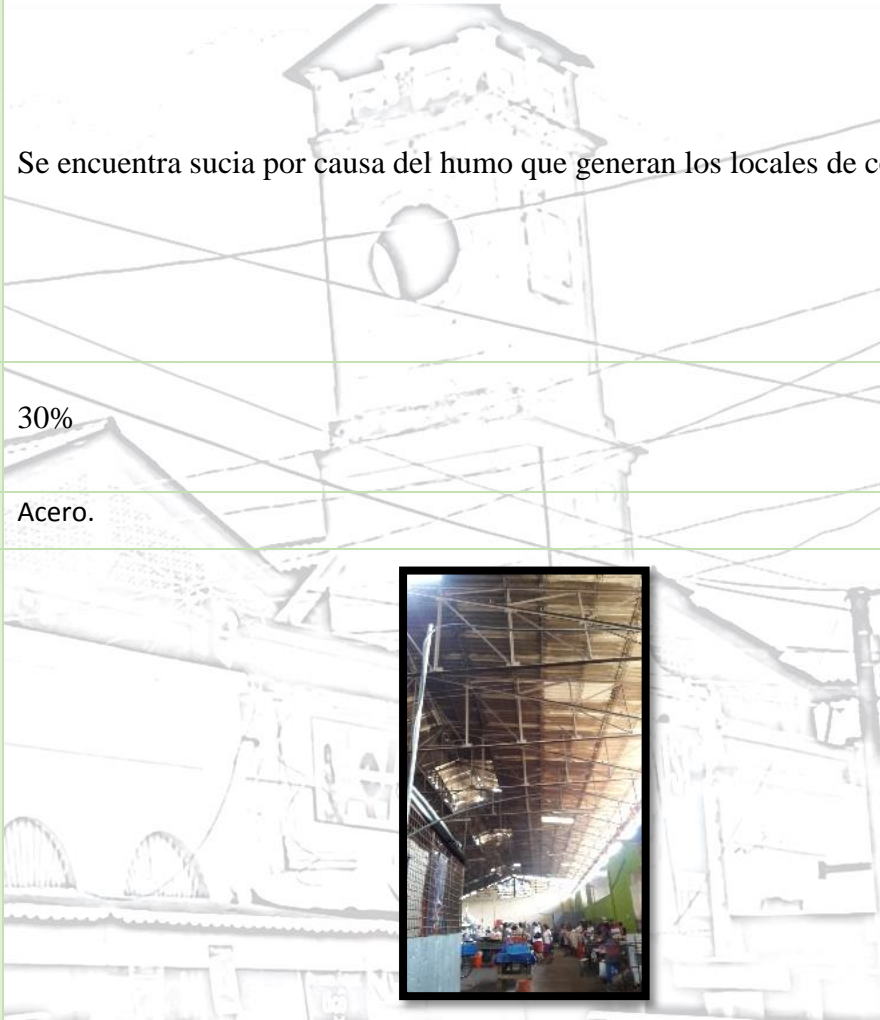 Se encuentra sucia por causa del humo que generan los locales de
30%
Acero.